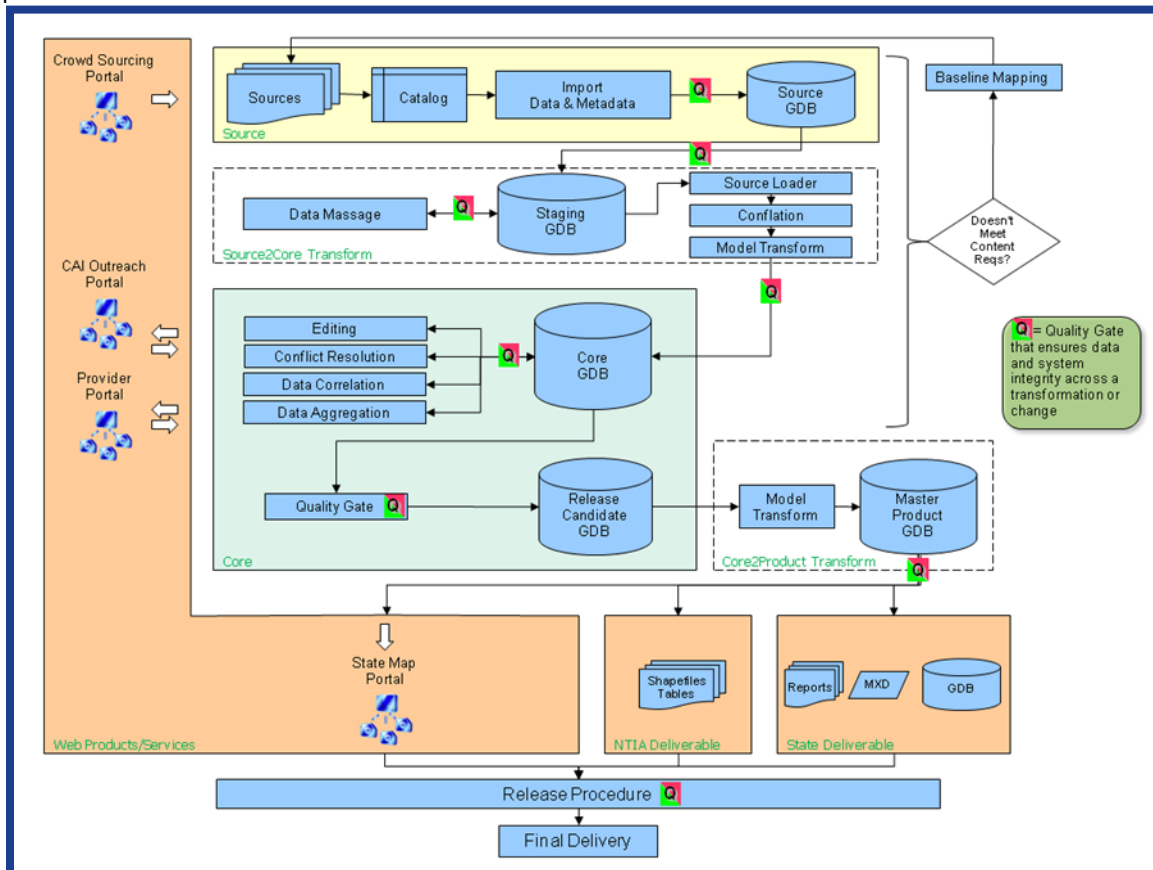 Crowd Sourcing
Portal
Sources
Catalog
Import
Data & Metadata
Q
Source
GDB
Source
Baseline Mapping
Q
Data Massage
Q
Staging
GDB
Source Loader
Conflation
Model Transform
Source2Core Transform
Doesn't
Meet
Content
Reqs?
CAI Outreach
Portal
Q
Editing
Conflict Resolution
Data Correlation
Data Aggregation
Q
Core
GDB
Q = Quality Gate
that ensures data
and system
integrity across a
transformation or
change
Provider
Portal
Quality Gate Q
Release
Candidate
GDB
Core
Model
Transform
Master
Product
GDB
Core2Product Transform
Q
State Map
Portal
Web Products/Services
Shapefiles
Tables
NTIA Deliverable
Reports
MXD
GDB
State Deliverable
Release Procedure Q
Final Delivery